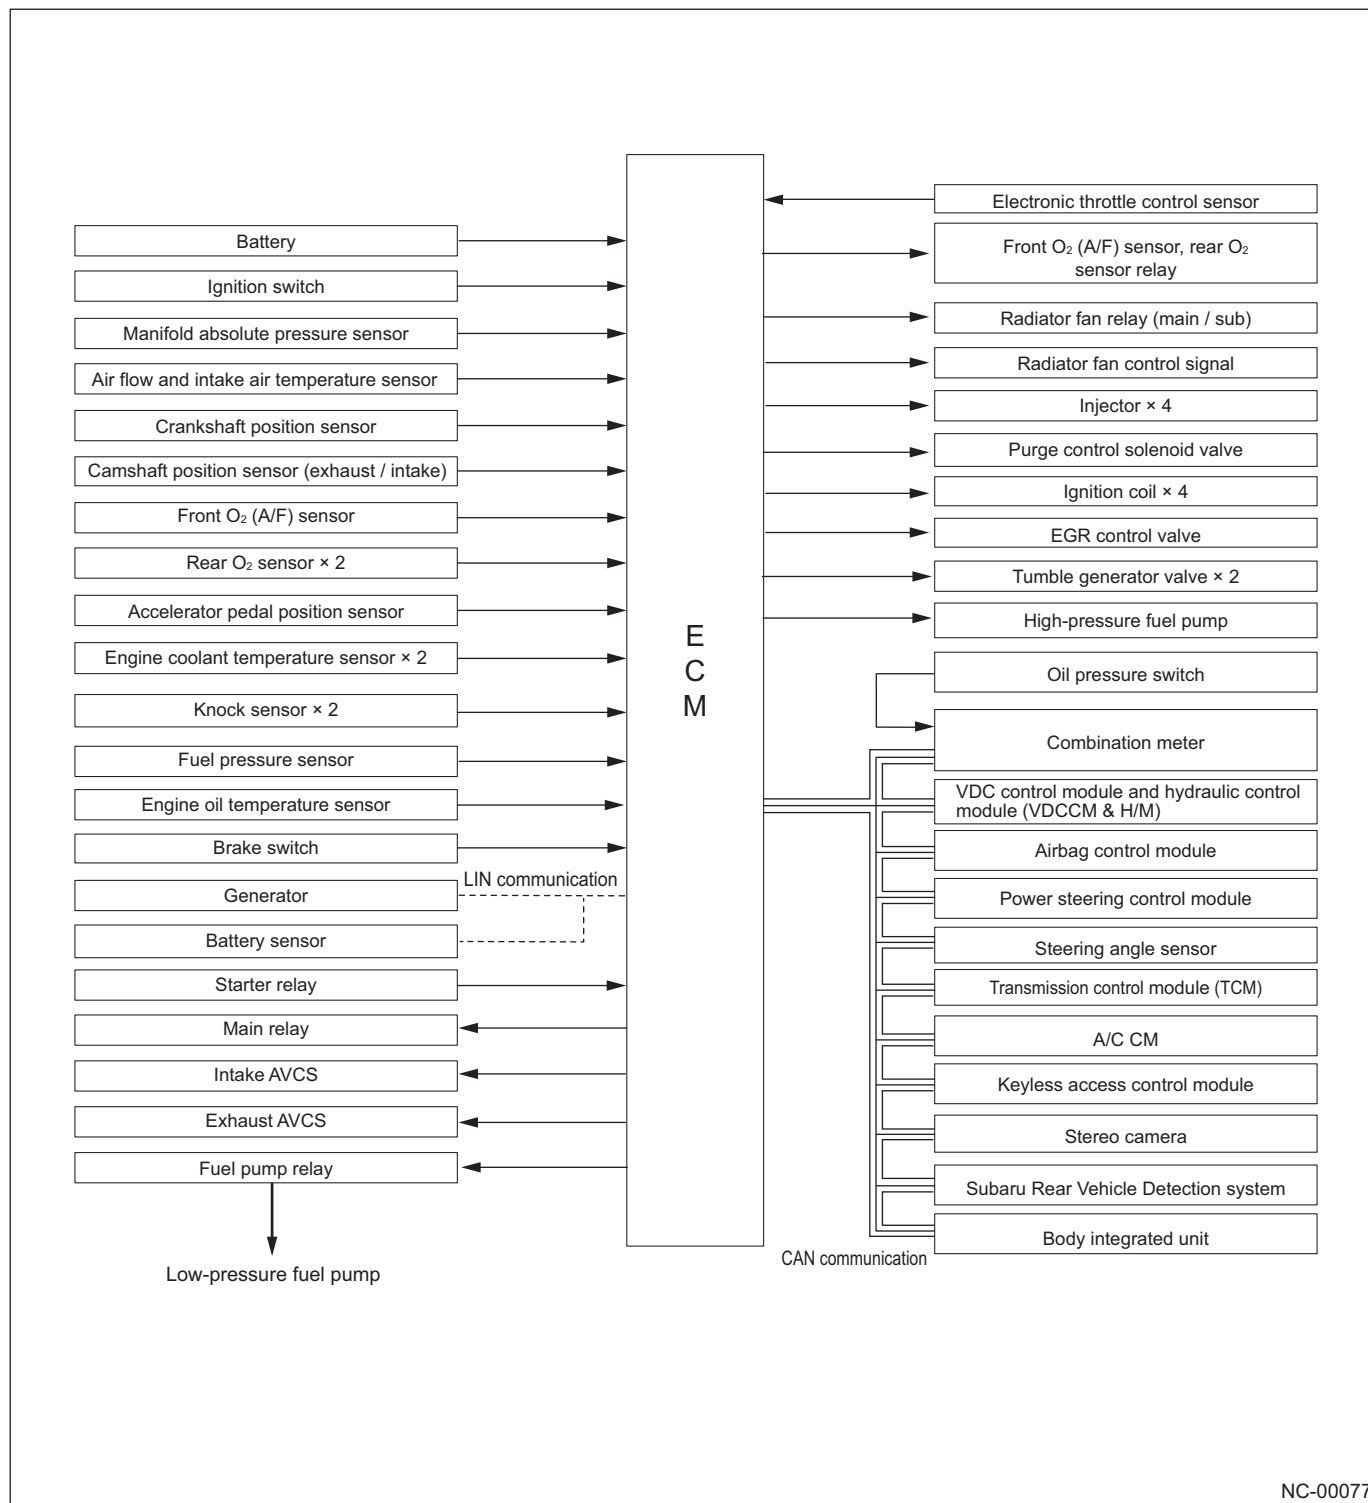 Battery
Ignition switch
Manifold absolute pressure sensor
Air flow and intake air temperature sensor
Crankshaft position sensor
Camshaft position sensor (exhaust / intake)
Front O₂ (A/F) sensor
Rear O₂ sensor × 2
Accelerator pedal position sensor
Engine coolant temperature sensor × 2
Knock sensor × 2
Fuel pressure sensor
Engine oil temperature sensor
Brake switch
Generator
LIN communication
Battery sensor
Starter relay
Main relay
Intake AVCS
Exhaust AVCS
Fuel pump relay
Low-pressure fuel pump
E
C
M
Electronic throttle control sensor
Front O₂ (A/F) sensor, rear O₂
sensor relay
Radiator fan relay (main / sub)
Radiator fan control signal
Injector × 4
Purge control solenoid valve
Ignition coil × 4
EGR control valve
Tumble generator valve × 2
High-pressure fuel pump
Oil pressure switch
Combination meter
VDC control module and hydraulic control
module (VDCCM & H/M)
Airbag control module
Power steering control module
Steering angle sensor
Transmission control module (TCM)
A/C CM
Keyless access control module
Stereo camera
Subaru Rear Vehicle Detection system
Body integrated unit
CAN communication
NC-00077